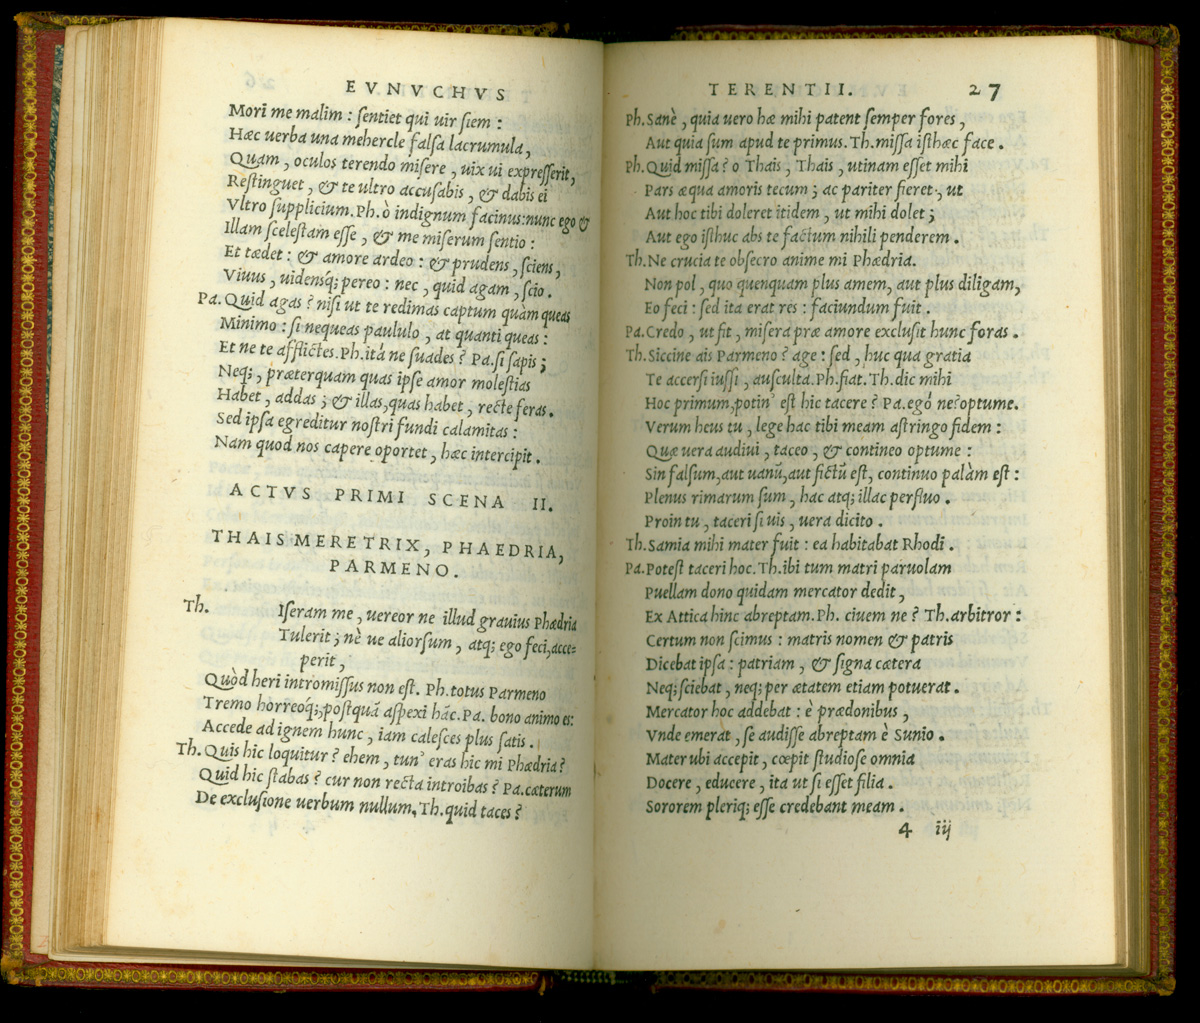 EVNVCHVS
Mori me malim : ſentiet qui uir ſiem :
Hæc uerba una mehercle falſa lacrumula,
Quam, oculos terendo miſere, uix ui expreſſerit,
Reſtinguet, & te ultro accuſabis, & dabis ei
Vltro ſupplicium. Ph. ò indignum facinus: nunc ego &
Illam ſceleſtam eſſe, & me miſerum ſentio :
Et tædet : & amore ardeo : & prudens, ſciens,
Viuus, uidensq; pereo : nec, quid agam, ſcio.
Pa. Quid agas? niſi ut te redimas captum quàm queas
Minimo : ſi nequeas paululo, at quanti queas :
Et ne te afflictes. Ph. itá ne ſuades? Pa. ſi ſapis;
Neq;, præterquam quas ipſe amor moleſtias
Habet, addas; & illas, quas habet, recte feras.
Sed ipſa egreditur noſtri fundi calamitas :
Nam quod nos capere oportet, hæc intercipit.
ACTVS PRIMI SCENA II.
THAIS MERETRIX, PHAEDRIA,
PARMENO.
Th. Iſeram me, uereor ne illud grauius Phædria
Tulerit; nè ue aliorſum, atq; ego feci, acce-
perit,
Quòd heri intromiſſus non eſt. Ph. totus Parmeno
Tremo horreoq;, poſtquā aſpexi hāc. Pa. bono animo es:
Accede ad ignem hunc, iam caleſces plus ſatis.
Th. Quis hic loquitur? ehem, tun' eras hic mi Phædria?
Quid hic ſtabas? cur non recta introibas? Pa. cæterum
De excluſione uerbum nullum. Th. quid taces?
TERENTII. 27
Ph. Sanè, quia uero hæ mihi patent ſemper fores,
Aut quia ſum apud te primus. Th. miſſa iſthæc face.
Ph. Quid miſſa? o Thais, Thais, utinam eſſet mihi
Pars æqua amoris tecum; ac pariter fieret, ut
Aut hoc tibi doleret itidem, ut mihi dolet;
Aut ego iſthuc abs te factum nihili penderem.
Th. Ne crucia te obſecro anime mi Phædria.
Non pol, quo quenquam plus amem, aut plus diligam,
Eo feci : ſed ita erat res : faciundum fuit.
Pa. Credo, ut fit, miſera præ amore excluſit hunc foras.
Th. Siccine ais Parmeno? age : ſed, huc qua gratia
Te accerſi iuſſi, auſculta. Ph. fiat. Th. dic mihi
Hoc primum, potin' eſt hic tacere? Pa. egó ne? optume.
Verum heus tu, lege hac tibi meam aſtringo fidem :
Quæ uera audiui, taceo, & contineo optume :
Sin falſum, aut uanū, aut fictū eſt, continuo palàm eſt :
Plenus rimarum ſum, hac atq; illac perfluo.
Proin tu, taceri ſi uis, uera dicito.
Th. Samia mihi mater fuit : ea habitabat Rhodi.
Pa. Poteſt taceri hoc. Th. ibi tum matri paruolam
Puellam dono quidam mercator dedit,
Ex Attica hinc abreptam. Ph. ciuem ne? Th. arbitror :
Certum non ſcimus : matris nomen & patris
Dicebat ipſa : patriam, & ſigna cætera
Neq; ſciebat, neq; per ætatem etiam potuerat.
Mercator hoc addebat : è prædonibus,
Vnde emerat, ſe audiſſe abreptam è Sunio.
Mater ubi accepit, cœpit ſtudioſe omnia
Docere, educere, ita ut ſi eſſet filia.
Sororem pleriq; eſſe credebant meam.
4 iij